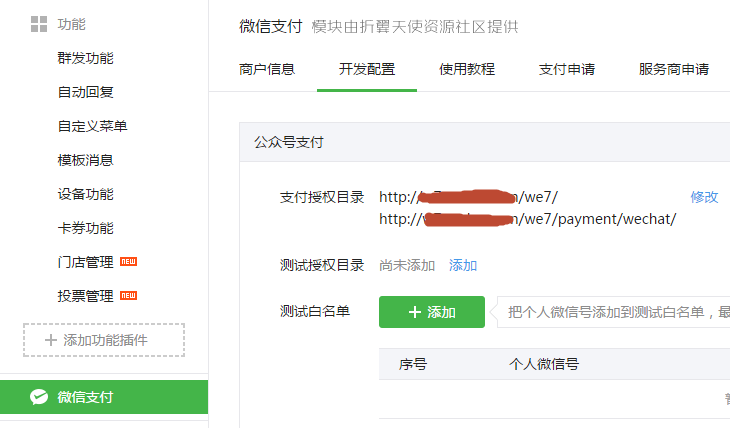 功能
群发功能
自动回复
自定义菜单
模板消息
设备功能
卡券功能
门店管理 NEW
投票管理 NEW
添加功能插件
微信支付
微信支付 模块由折翼天使资源社区提供
商户信息 开发配置 使用教程 支付申请 服务商申请
公众号支付
支付授权目录 http:// m/we7/ 修改
http:// m/we7/payment/wechat/
测试授权目录 尚未添加 添加
测试白名单 添加 把个人微信号添加到测试白名单，最
序号 个人微信号